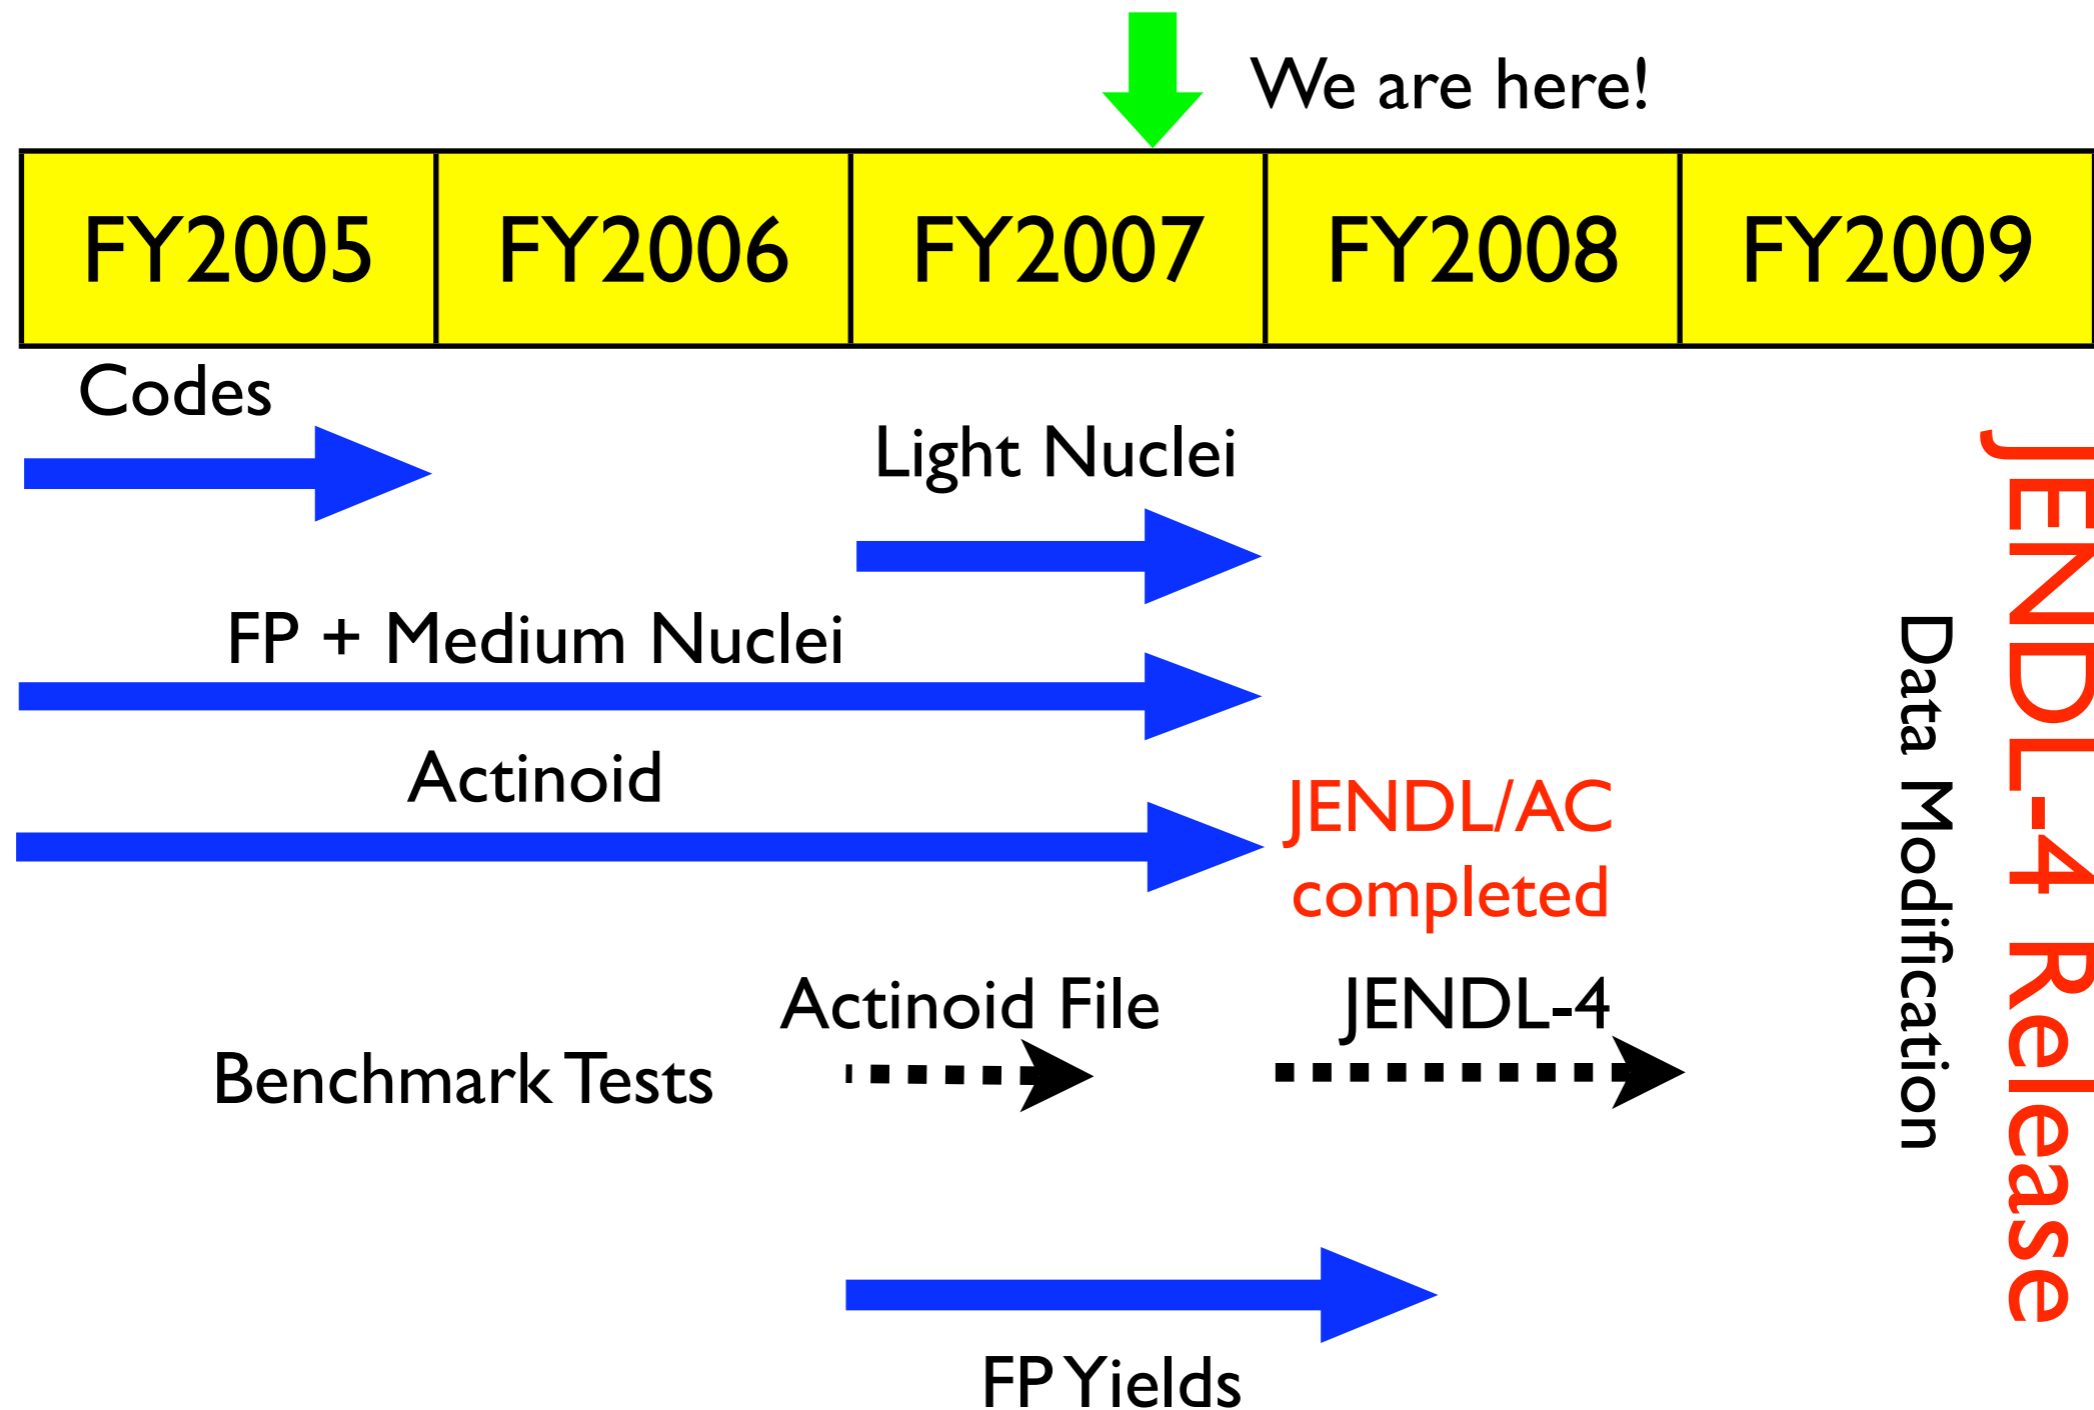 We are here!
FY2005 FY2006 FY2007 FY2008 FY2009
Codes
Light Nuclei
FP + Medium Nuclei
Actinoid
JENDL/AC
completed
Actinoid File
JENDL-4
Benchmark Tests
FP Yields
Data Modification
JENDL-4 Release